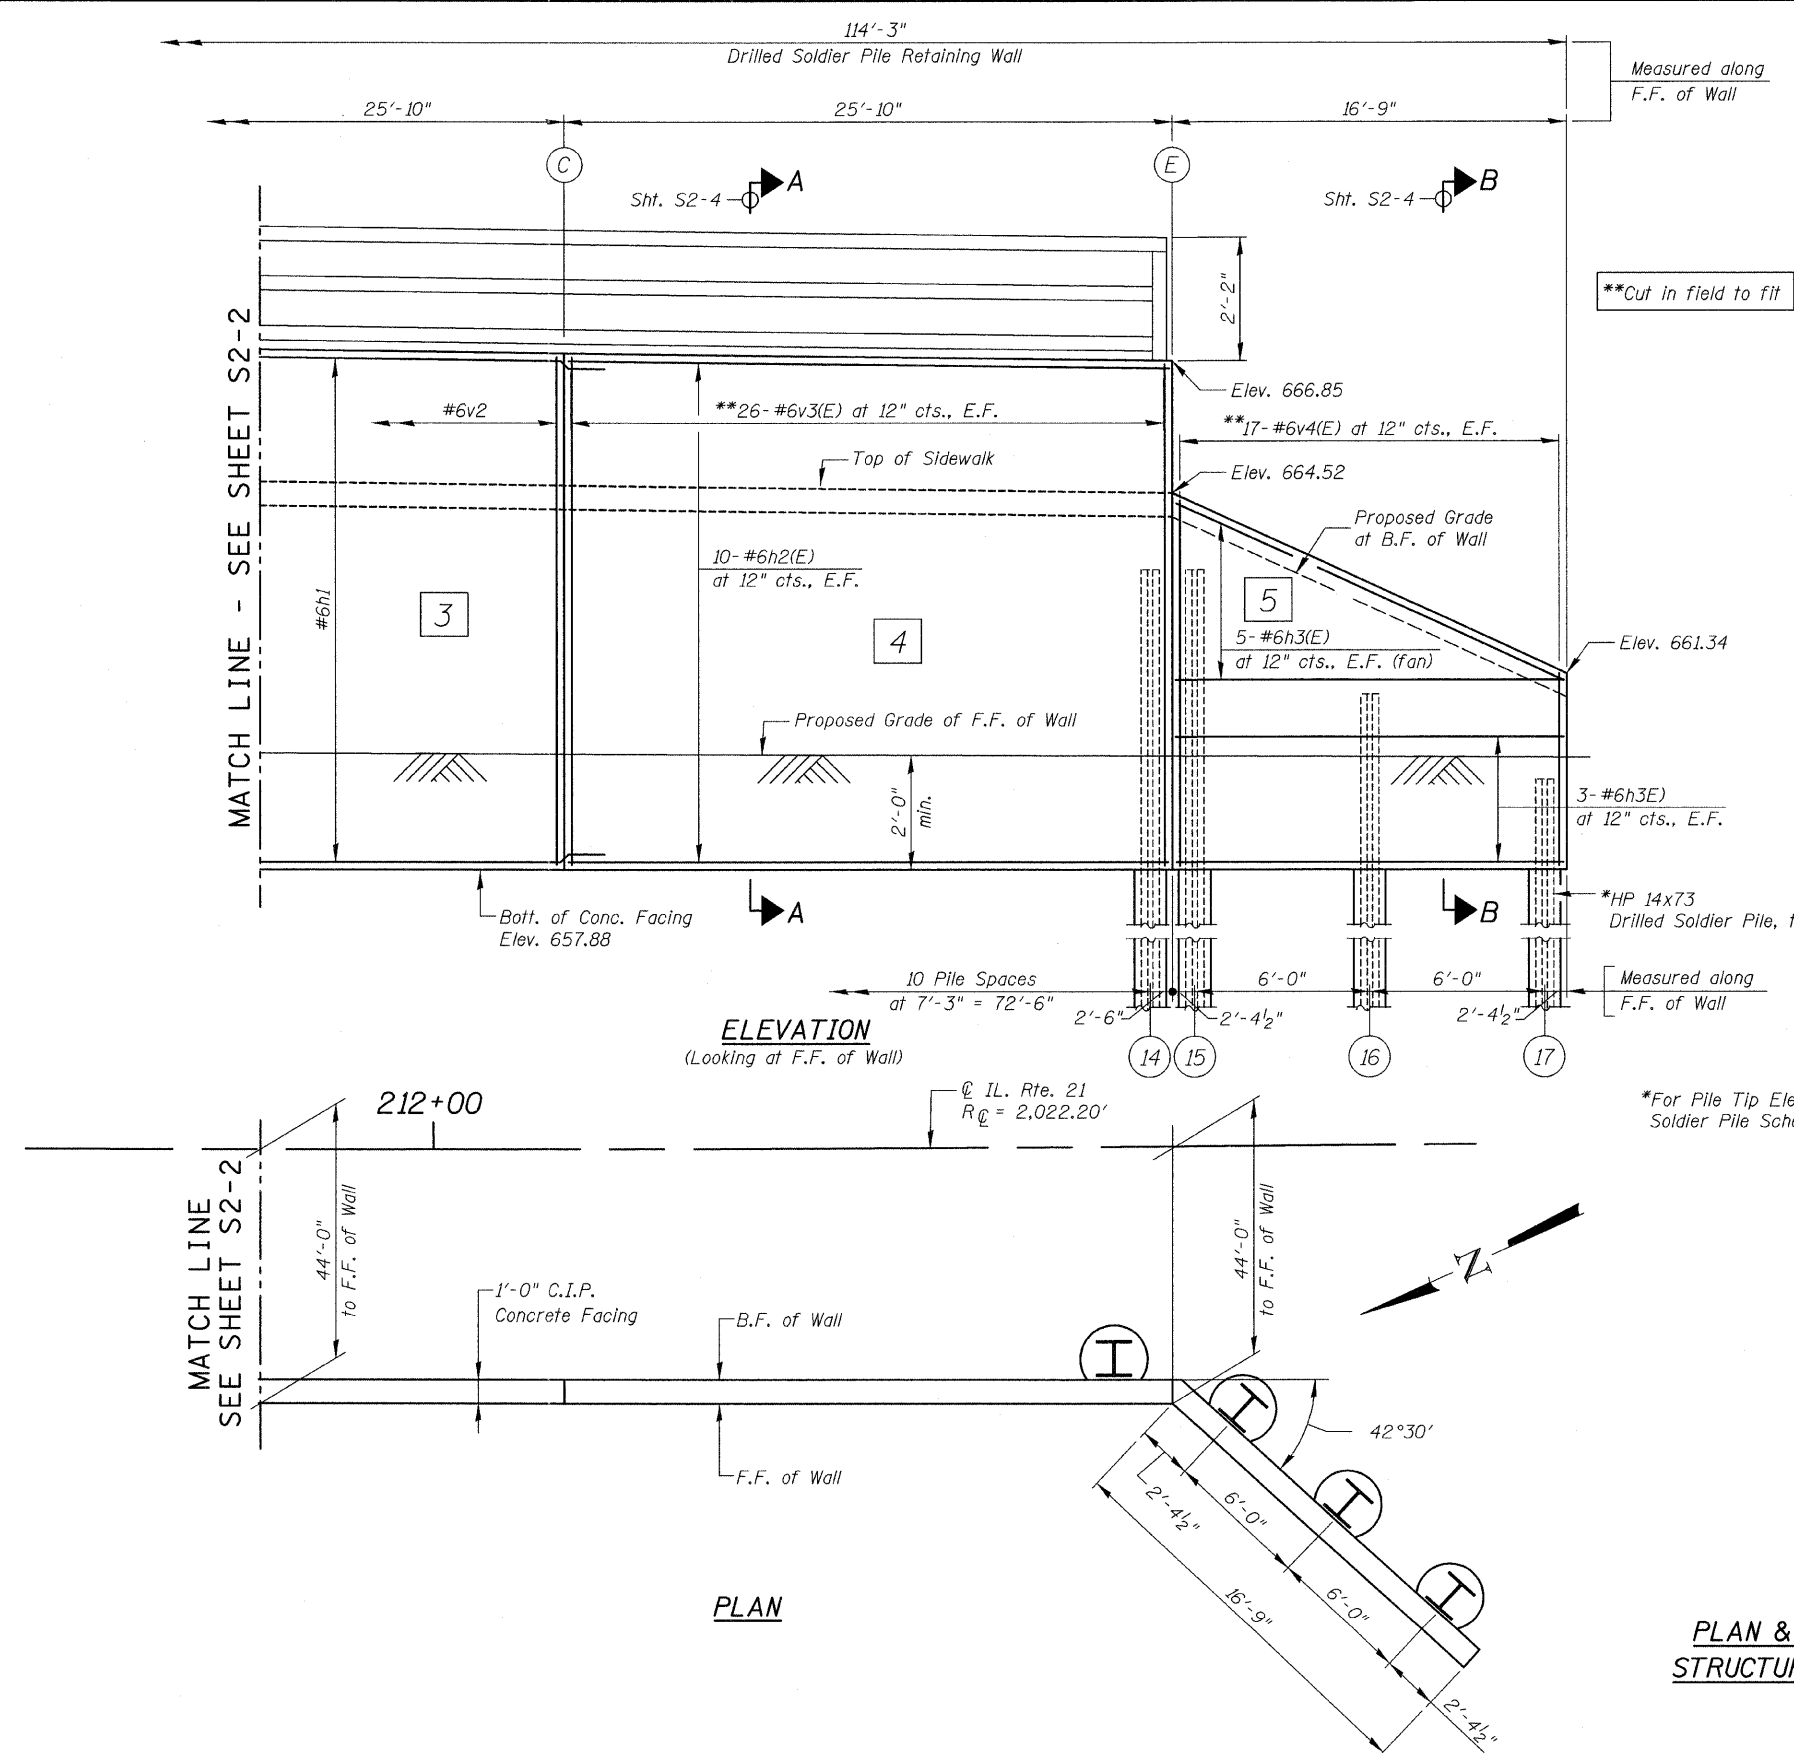 114'-3"
Drilled Soldier Pile Retaining Wall
Measured along
F.F. of Wall
25'-10"
25'-10"
16'-9"
C
E
A
Sht. S2-4
B
Sht. S2-4
2'-2"
**Cut in field to fit
MATCH LINE - SEE SHEET S2-2
Elev. 666.85
#6v2
**26-#6v3(E) at 12" cts., E.F.
**17-#6v4(E) at 12" cts., E.F.
Top of Sidewalk
Elev. 664.52
Proposed Grade
at B.F. of Wall
10-#6h2(E)
at 12" cts., E.F.
#6h1
3
4
5
5-#6h3(E)
at 12" cts., E.F. (fan)
Elev. 661.34
Proposed Grade of F.F. of Wall
2'-0"
min.
3-#6h3E)
at 12" cts., E.F.
Bott. of Conc. Facing
Elev. 657.88
A
B
*HP 14x73
Drilled Soldier Pile,
10 Pile Spaces
at 7'-3" = 72'-6"
6'-0"
6'-0"
Measured along
F.F. of Wall
2'-6"
2'-4½"
2'-4½"
ELEVATION
(Looking at F.F. of Wall)
14
15
16
17
212+00
℄ IL. Rte. 21
R℄ = 2,022.20'
*For Pile Tip Ele
Soldier Pile Sch
MATCH LINE
SEE SHEET S2-2
44'-0"
to F.F. of Wall
44'-0"
to F.F. of Wall
N
1'-0" C.I.P.
Concrete Facing
B.F. of Wall
42°30'
F.F. of Wall
2'-4½"
6'-0"
6'-0"
16'-9"
2'-4½"
PLAN
PLAN &
STRUCTU